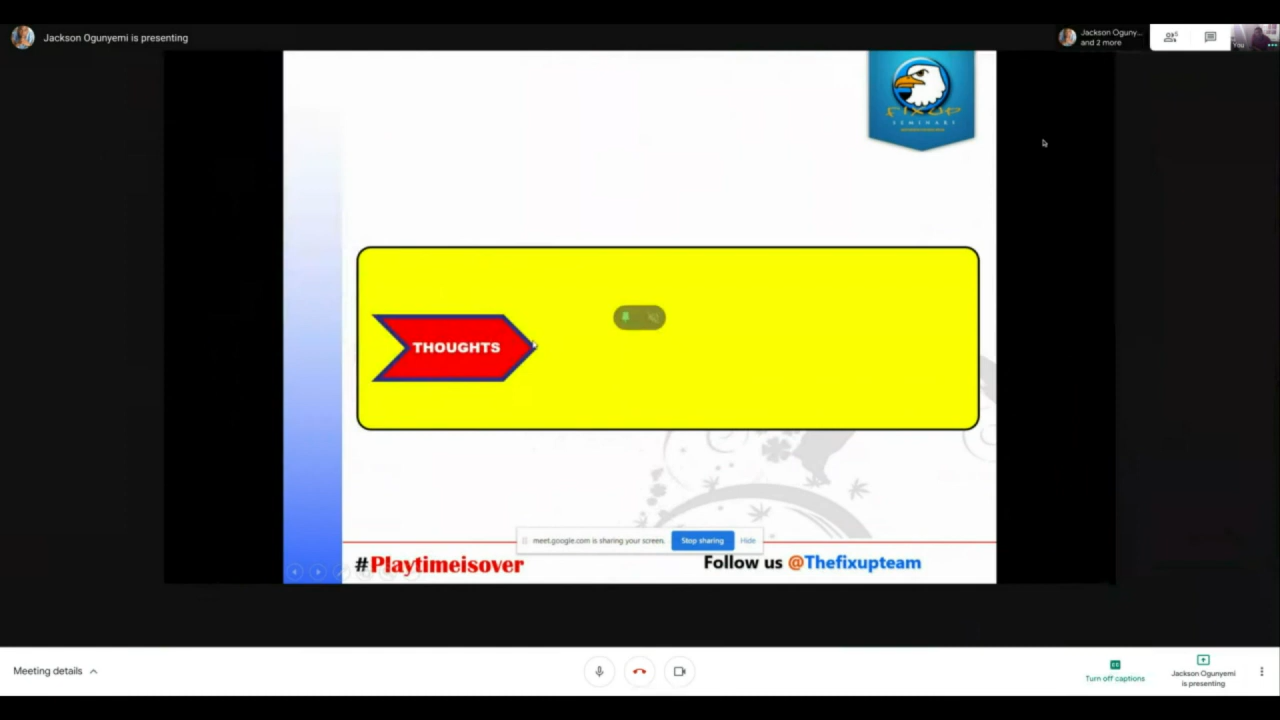 Jackson Ogunyemi is presenting
Jackson Oguny...
and 2 more
You
FIXUP
SEMINARS
THOUGHTS
meet.google.com is sharing your screen.
Stop sharing
Hide
#Playtimeisover
Follow us @Thefixupteam
Meeting details
Turn off captions
Jackson Ogunyemi
is presenting